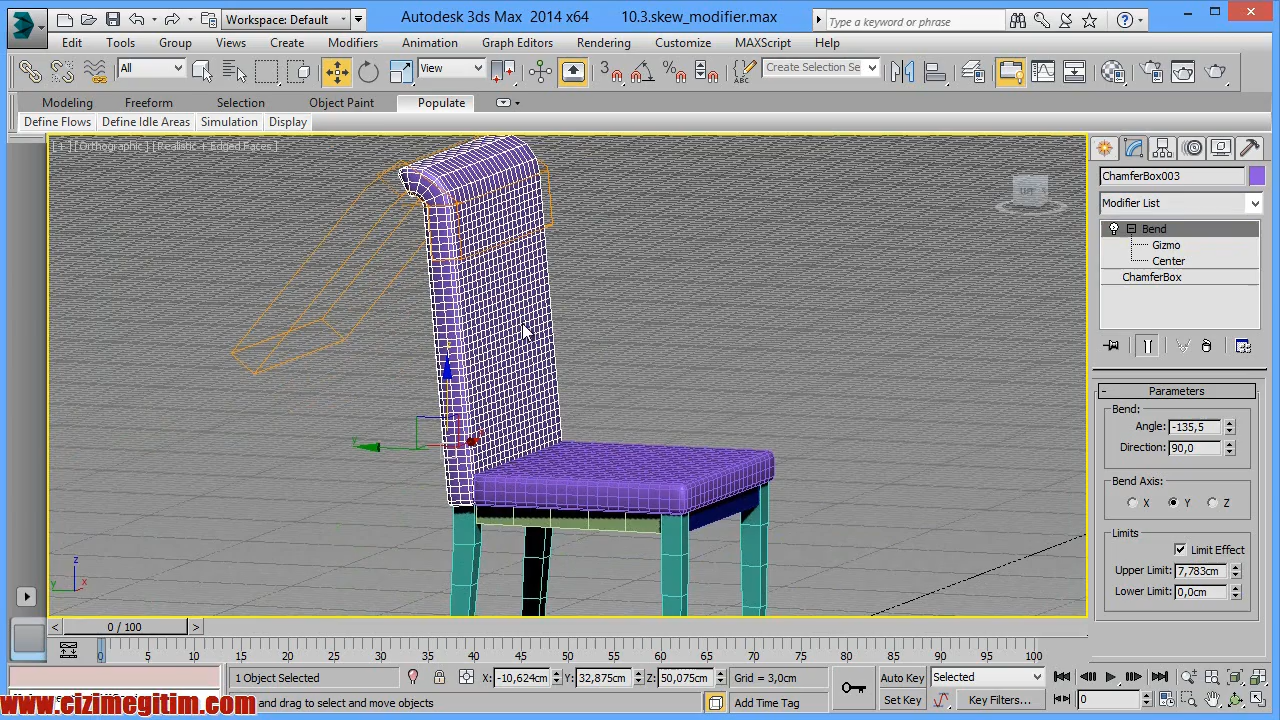 Workspace: Default
Autodesk 3ds Max 2014 x64 10.3.skew_modifier.max
Type a keyword or phrase
Edit Tools Group Views Create Modifiers Animation Graph Editors Rendering Customize MAXScript Help
All View 3 ABC Create Selection Se
Modeling Freeform Selection Object Paint Populate
Define Flows Define Idle Areas Simulation Display
[ + ] [ Orthographic ] [ Realistic + Edged Faces ]
ChamferBox003
Modifier List
Bend
Gizmo
Center
ChamferBox
Parameters
Bend:
Angle: -135,5
Direction: 90,0
Bend Axis:
X Y Z
Limits
Limit Effect
Upper Limit: 7,783cm
Lower Limit: 0,0cm
z
y x
0 / 100
0 5 10 15 20 25 30 35 40 45 50 55 60 65 70 75 80 85 90 95 100
1 Object Selected X: -10,624cm Y: 32,875cm Z: 50,075cm Grid = 3,0cm Auto Key Selected
and drag to select and move objects Add Time Tag Set Key Key Filters... 0
www.cizimegitim.com